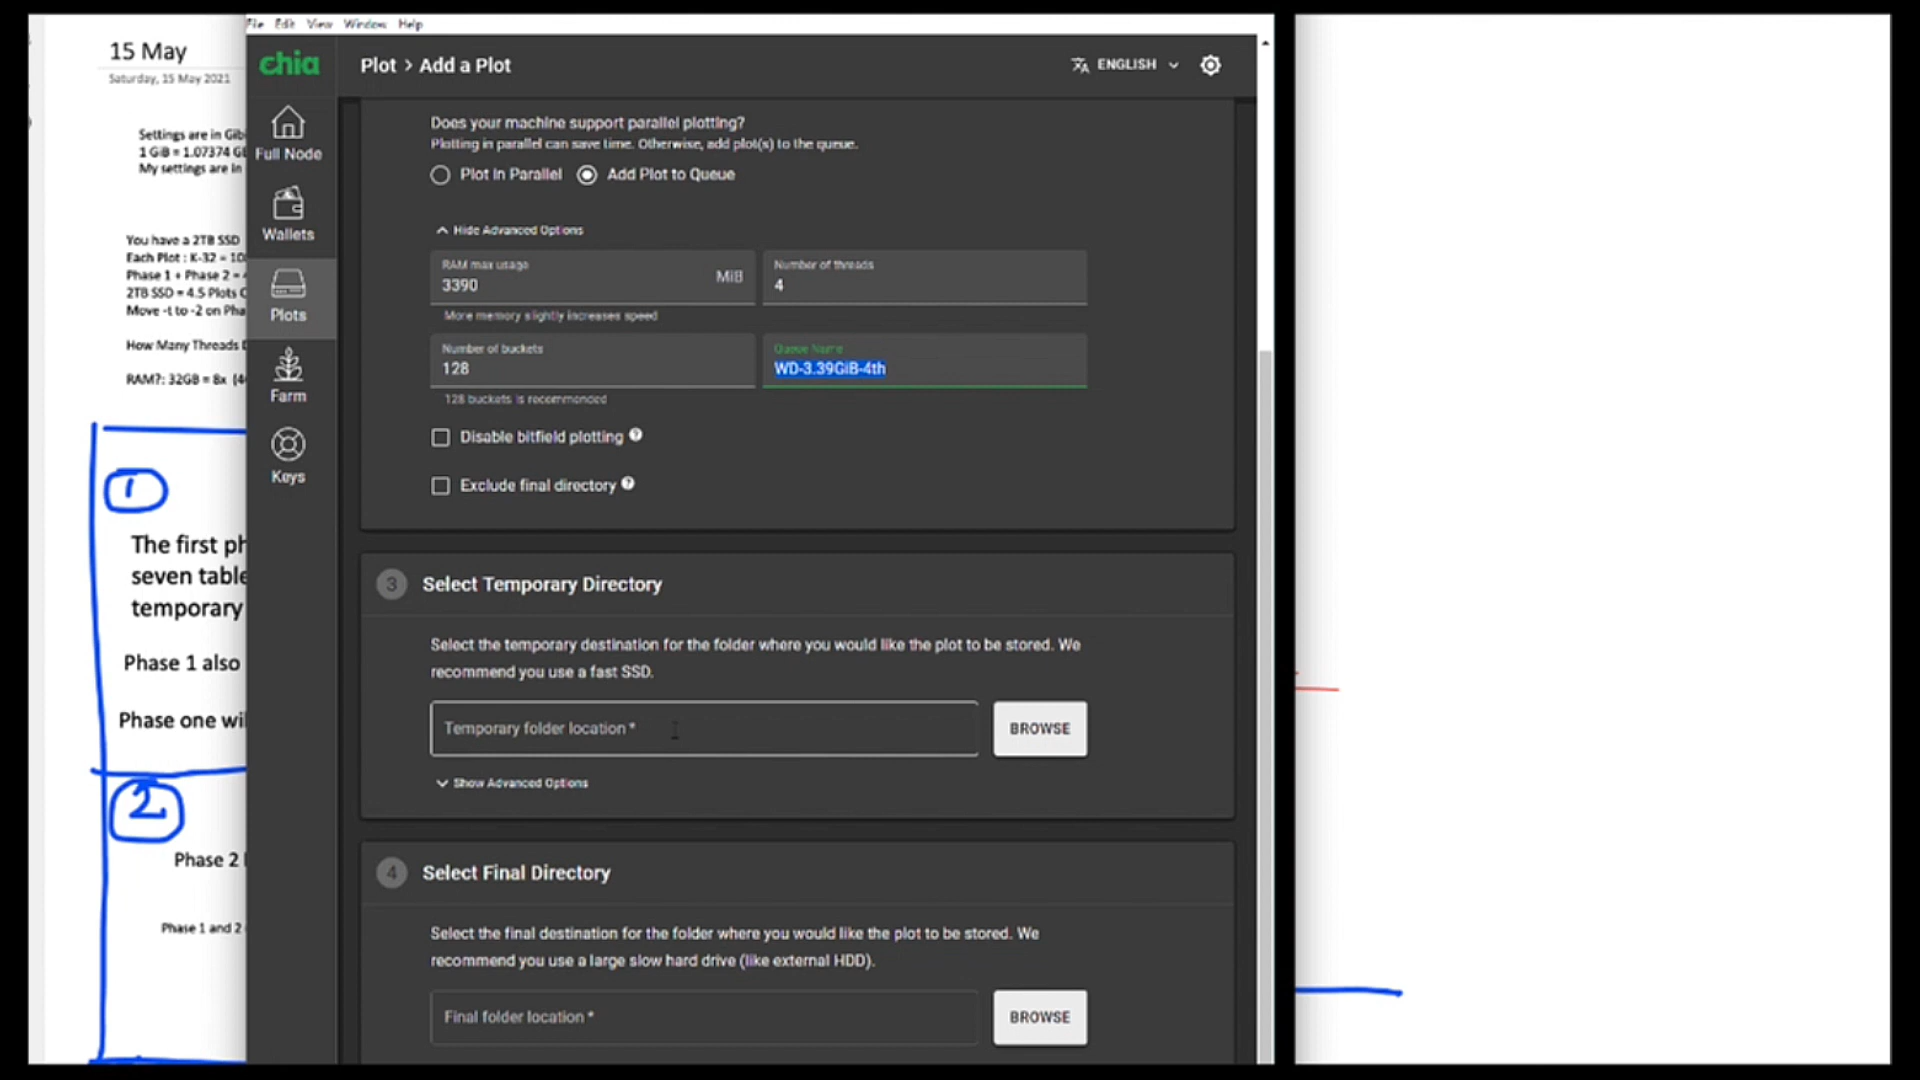 15 May
Saturday, 15 May 2021
Settings are in Gib
1 GiB = 1.07374 GB
My settings are in
You have a 2TB SSD
Each Plot : K-32 = 10
Phase 1 + Phase 2 =
2TB SSD = 4.5 Plots
Move -t to -2 on Pha
How Many Threads
RAM?: 32GB = 8x
1
The first ph
seven table
temporary
Phase 1 also
Phase one wil
2
Phase 2
Phase 1 and 2
File Edit View Window Help
chia
Full Node
Wallets
Plots
Farm
Keys
Plot > Add a Plot
ENGLISH
Does your machine support parallel plotting?
Plotting in parallel can save time. Otherwise, add plot(s) to the queue.
Plot in Parallel
Add Plot to Queue
Hide Advanced Options
RAM max usage
3390
MiB
Number of threads
4
More memory slightly increases speed
Number of buckets
128
Queue Name
WD-3.39GiB-4th
128 buckets is recommended
Disable bitfield plotting
Exclude final directory
3 Select Temporary Directory
Select the temporary destination for the folder where you would like the plot to be stored. We
recommend you use a fast SSD.
Temporary folder location *
BROWSE
Show Advanced Options
4 Select Final Directory
Select the final destination for the folder where you would like the plot to be stored. We
recommend you use a large slow hard drive (like external HDD).
Final folder location *
BROWSE